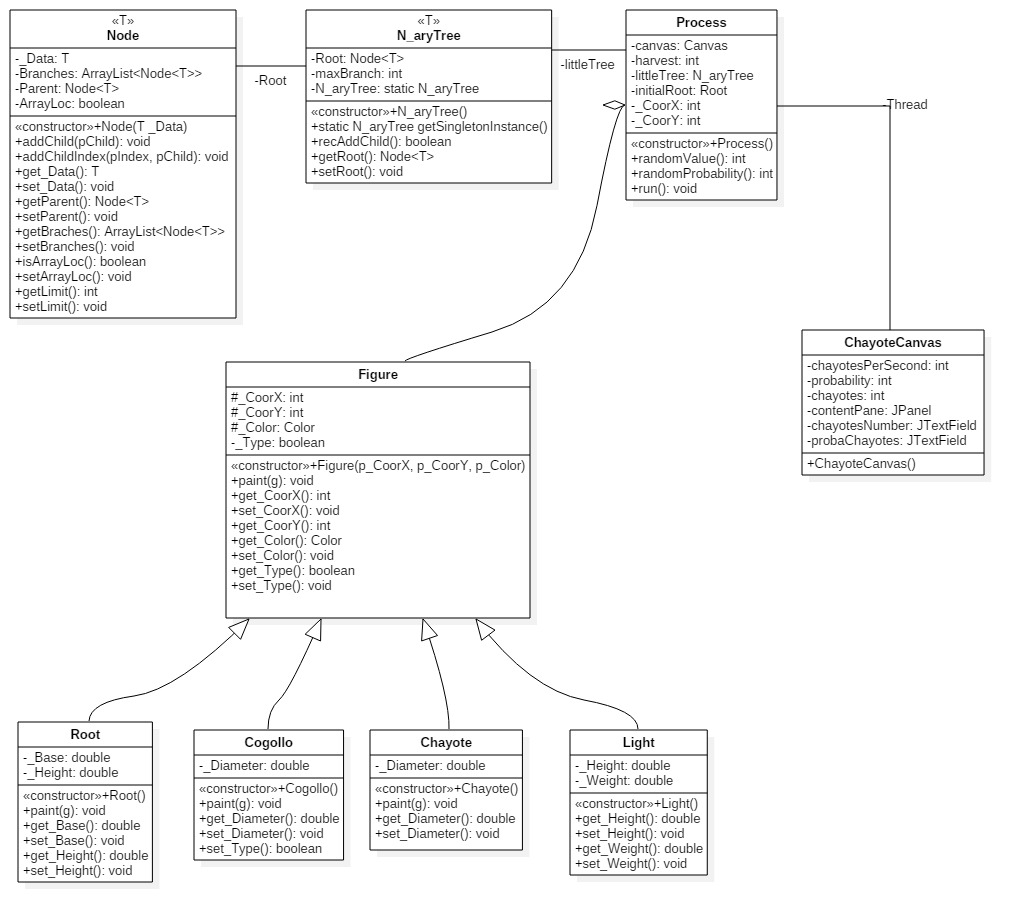 «T»
Node
-_Data: T
-Branches: ArrayList<Node<T>>
-Parent: Node<T>
-ArrayLoc: boolean
«constructor»+Node(T _Data)
+addChild(pChild): void
+addChildIndex(pIndex, pChild): void
+get_Data(): T
+set_Data(): void
+getParent(): Node<T>
+setParent(): void
+getBraches(): ArrayList<Node<T>>
+setBranches(): void
+isArrayLoc(): boolean
+setArrayLoc(): void
+getLimit(): int
+setLimit(): void
-Root
«T»
N_aryTree
-Root: Node<T>
-maxBranch: int
-N_aryTree: static N_aryTree
«constructor»+N_aryTree()
+static N_aryTree getSingletonInstance()
+recAddChild(): boolean
+getRoot(): Node<T>
+setRoot(): void
-littleTree
Process
-canvas: Canvas
-harvest: int
-littleTree: N_aryTree
-initialRoot: Root
-_CoorX: int
-_CoorY: int
«constructor»+Process()
+randomValue(): int
+randomProbability(): int
+run(): void
-Thread
ChayoteCanvas
-chayotesPerSecond: int
-probability: int
-chayotes: int
-contentPane: JPanel
-chayotesNumber: JTextField
-probaChayotes: JTextField
+ChayoteCanvas()
Figure
#_CoorX: int
#_CoorY: int
#_Color: Color
-_Type: boolean
«constructor»+Figure(p_CoorX, p_CoorY, p_Color)
+paint(g): void
+get_CoorX(): int
+set_CoorX(): void
+get_CoorY(): int
+get_Color(): Color
+set_Color(): void
+get_Type(): boolean
+set_Type(): void
Root
-_Base: double
-_Height: double
«constructor»+Root()
+paint(g): void
+get_Base(): double
+set_Base(): void
+get_Height(): double
+set_Height(): void
Cogollo
-_Diameter: double
«constructor»+Cogollo()
+paint(g): void
+get_Diameter(): double
+set_Diameter(): void
+set_Type(): boolean
Chayote
-_Diameter: double
«constructor»+Chayote()
+paint(g): void
+get_Diameter(): double
+set_Diameter(): void
Light
-_Height: double
-_Weight: double
«constructor»+Light()
+get_Height(): double
+set_Height(): void
+get_Weight(): double
+set_Weight(): void